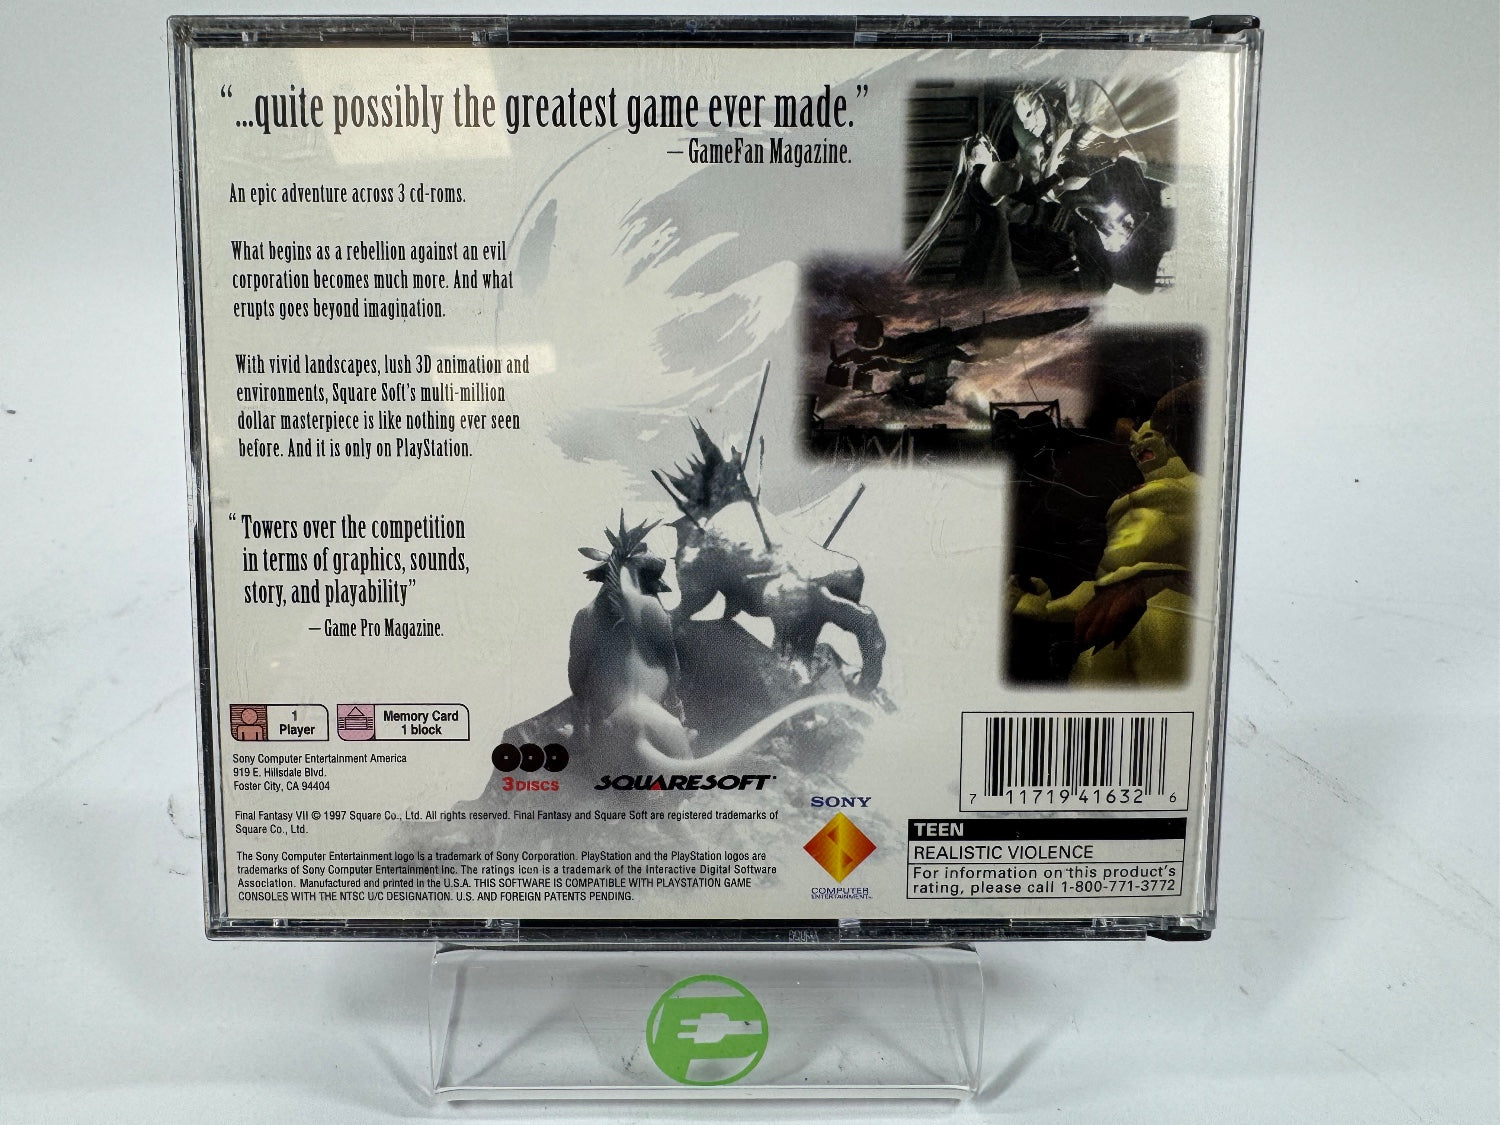 “...quite possibly the greatest game ever made.”
– GameFan Magazine.
An epic adventure across 3 cd-roms.
What begins as a rebellion against an evil
corporation becomes much more. And what
erupts goes beyond imagination.
With vivid landscapes, lush 3D animation and
environments, Square Soft's multi-million
dollar masterpiece is like nothing ever seen
before. And it is only on PlayStation.
“Towers over the competition
in terms of graphics, sounds,
story, and playability”
– Game Pro Magazine.
1
Player
Memory Card
1 block
Sony Computer Entertainment America
919 E. Hillsdale Blvd.
Foster City, CA 94404
3 DISCS
SQUARESOFT
Final Fantasy VII © 1997 Square Co., Ltd. All rights reserved. Final Fantasy and Square Soft are registered trademarks of
Square Co., Ltd.
The Sony Computer Entertainment logo is a trademark of Sony Corporation. PlayStation and the PlayStation logos are
trademarks of Sony Computer Entertainment Inc. The ratings icon is a trademark of the Interactive Digital Software
Association. Manufactured and printed in the U.S.A. THIS SOFTWARE IS COMPATIBLE WITH PLAYSTATION GAME
CONSOLES WITH THE NTSC U/C DESIGNATION. U.S. AND FOREIGN PATENTS PENDING.
SONY
COMPUTER
ENTERTAINMENT
7 11719 41632 6
TEEN
REALISTIC VIOLENCE
For information on this product's
rating, please call 1-800-771-3772